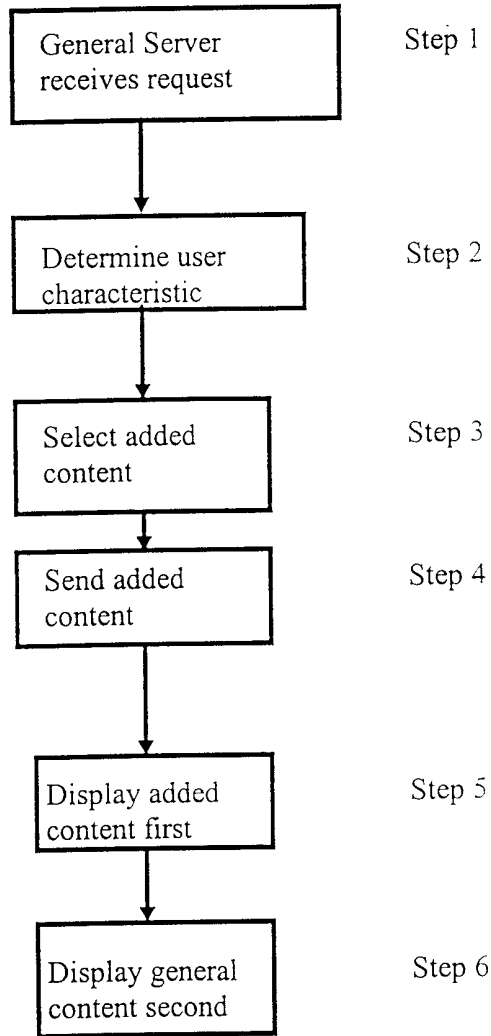 General Server
receives request
Step 1
Determine user
characteristic
Step 2
Select added
content
Step 3
Send added
content
Step 4
Display added
content first
Step 5
Display general
content second
Step 6